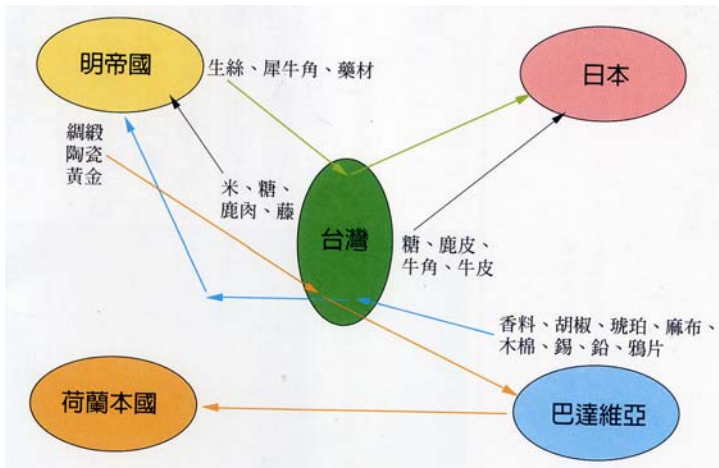 明帝國
生絲、犀牛角、藥材
日本
綢緞
陶瓷
黃金
米、糖、
鹿肉、藤
台灣
糖、鹿皮、
牛角、牛皮
香料、胡椒、琥珀、麻布、
木棉、錫、鉛、鴉片
荷蘭本國
巴達維亞